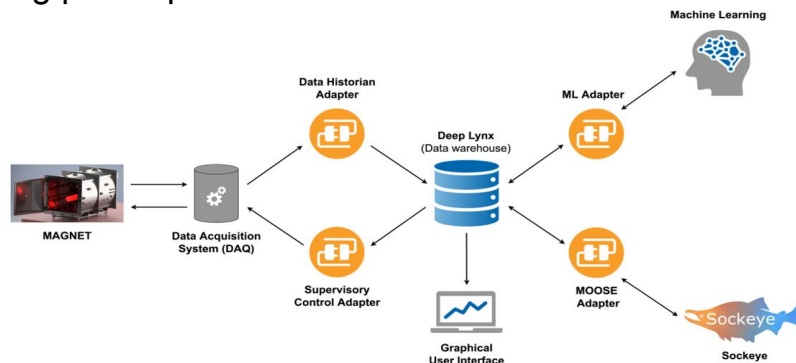 Machine Learning
Data Historian
Adapter
ML Adapter
Deep Lynx
(Data warehouse)
MAGNET
Data Acquisition
System (DAQ)
Supervisory
Control Adapter
MOOSE
Adapter
Graphical
User Interface
Sockeye
Sockeye